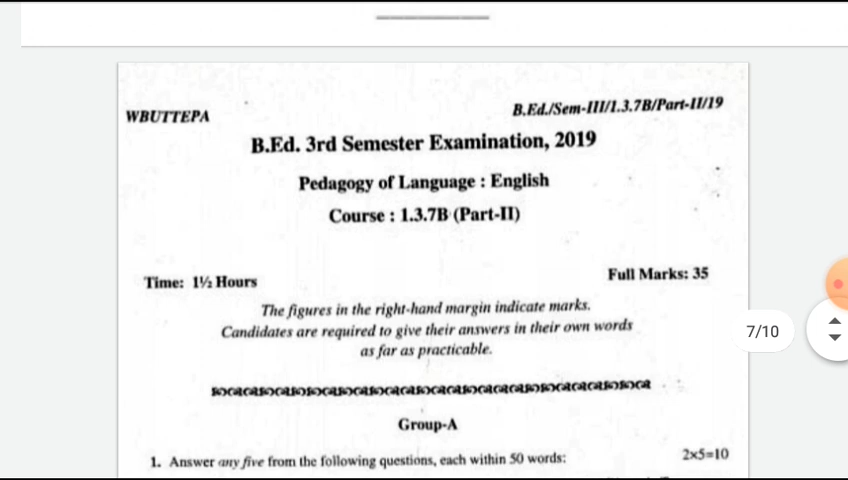 WBUTTEPA
B.Ed./Sem-III/1.3.7B/Part-II/19
B.Ed. 3rd Semester Examination, 2019
Pedagogy of Language : English
Course : 1.3.7B (Part-II)
Time: 1½ Hours
Full Marks: 35
The figures in the right-hand margin indicate marks.
Candidates are required to give their answers in their own words
as far as practicable.
7/10
Group-A
1. Answer any five from the following questions, each within 50 words: 2x5=10